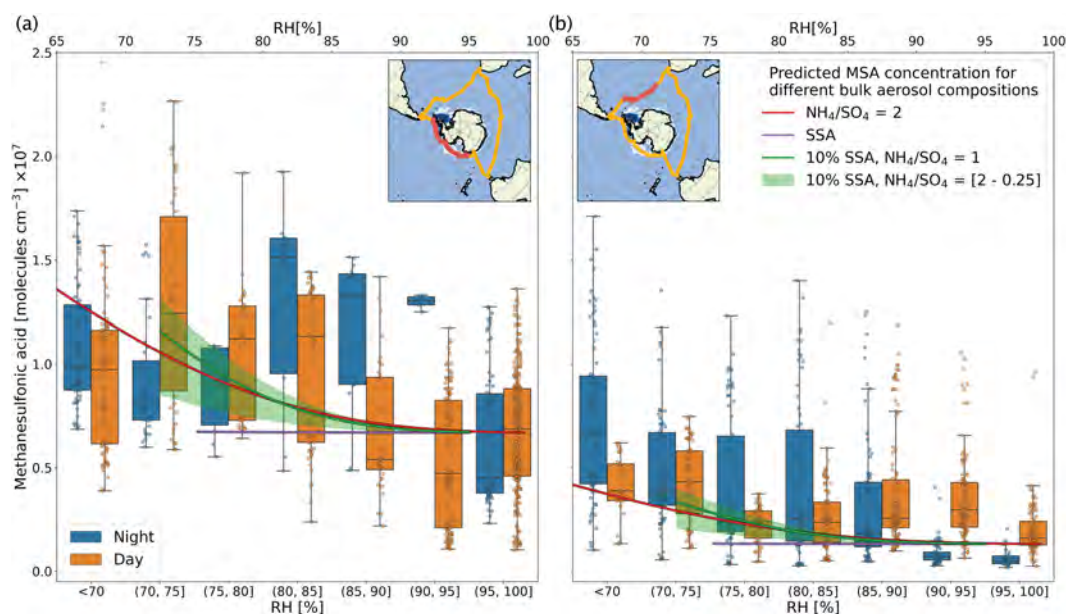 (a)
RH[%]
65 70 75 80 85 90 95 100
2.5
2.0
1.5
1.0
0.5
0.0
Methanesulfonic acid [molecules cm⁻³] ×10⁷
Night
Day
<70 (70, 75] (75, 80] (80, 85] (85, 90] (90, 95] (95, 100]
RH [%]
(b)
RH[%]
65 70 75 80 85 90 95 100
Predicted MSA concentration for
different bulk aerosol compositions
NH₄/SO₄ = 2
SSA
10% SSA, NH₄/SO₄ = 1
10% SSA, NH₄/SO₄ = [2 - 0.25]
<70 (70, 75] (75, 80] (80, 85] (85, 90] (90, 95] (95, 100]
RH [%]